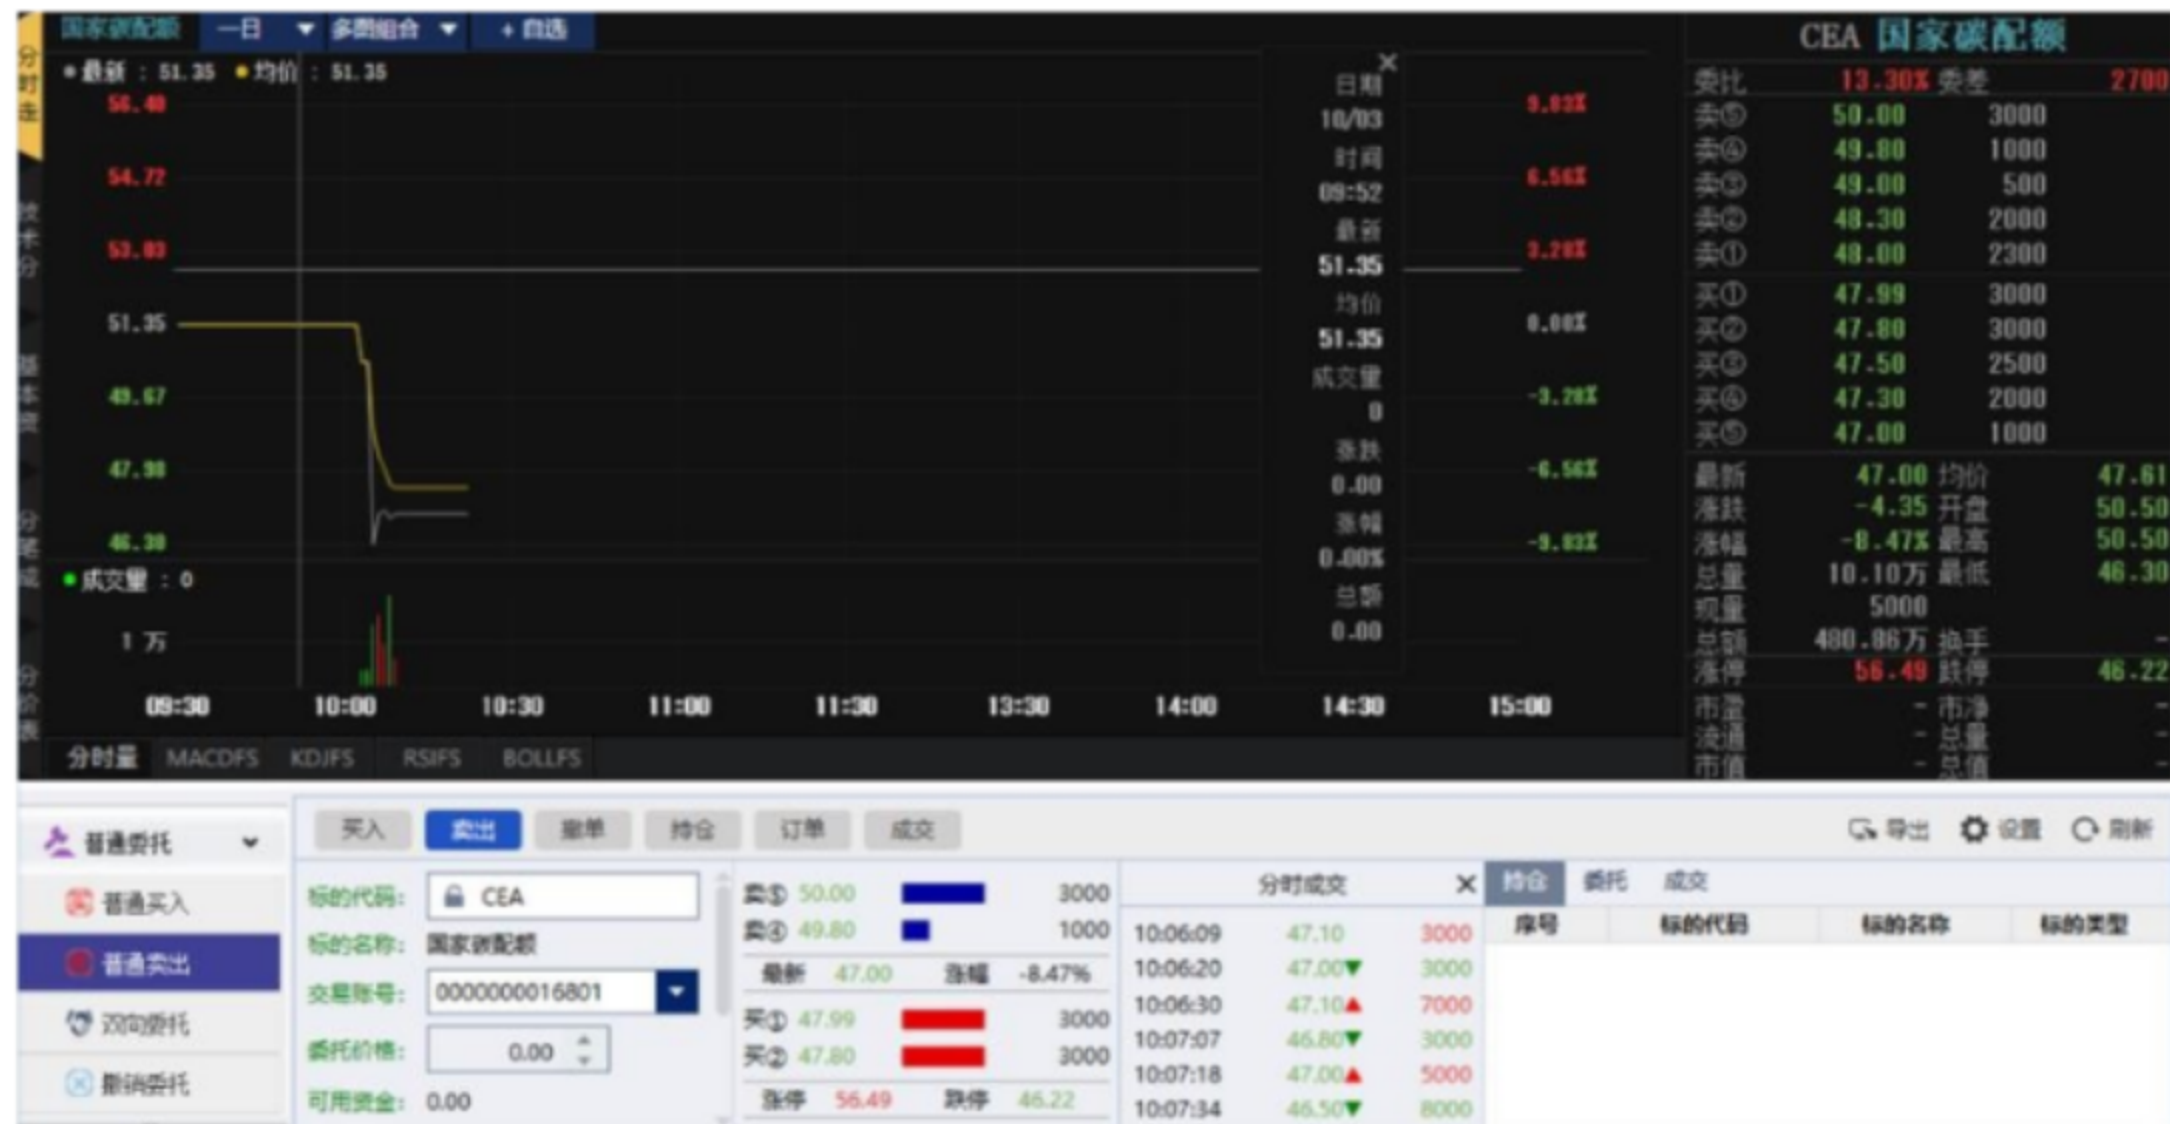 国家碳配额 一日 多图组合 + 自选
最新 : 51.35 均价 : 51.35
56.40 9.83%
54.72 6.56%
53.03 3.28%
51.35 0.00%
49.67 -3.28%
47.98 -6.56%
46.30 -9.83%
成交量 : 0
1 万
09:30 10:00 10:30 11:00 11:30 13:30 14:00 14:30 15:00
分时量 MACDFS KDJFS RSIFS BOLLFS
日期
10/03
时间
09:52
最新
51.35
均价
51.35
成交量
0
涨跌
0.00
涨幅
0.00%
总额
0.00
CEA 国家碳配额
委比 13.30% 委差 2700
卖⑤ 50.00 3000
卖④ 49.80 1000
卖③ 49.00 500
卖② 48.30 2000
卖① 48.00 2300
买① 47.99 3000
买② 47.80 3000
买③ 47.50 2500
买④ 47.30 2000
买⑤ 47.00 1000
最新 47.00 均价 47.61
涨跌 -4.35 开盘 50.50
涨幅 -8.47% 最高 50.50
总量 10.10万 最低 46.30
现量 5000
总额 480.86万 换手 -
涨停 56.49 跌停 46.22
市盈 - 市净 -
流通 - 总量 -
市值 - 总值 -
普通委托
普通买入
普通卖出
双向委托
撤销委托
买入 卖出 撤单 持仓 订单 成交 导出 设置 刷新
标的代码: CEA
标的名称: 国家碳配额
交易账号: 0000000016801
委托价格: 0.00
可用资金: 0.00
卖⑤ 50.00 3000
卖④ 49.80 1000
最新 47.00 涨幅 -8.47%
买① 47.99 3000
买② 47.80 3000
涨停 56.49 跌停 46.22
分时成交
10:06:09 47.10 3000
10:06:20 47.00▼ 3000
10:06:30 47.10▲ 7000
10:07:07 46.80▼ 3000
10:07:18 47.00▲ 5000
10:07:34 46.50▼ 8000
持仓 委托 成交
序号 标的代码 标的名称 标的类型